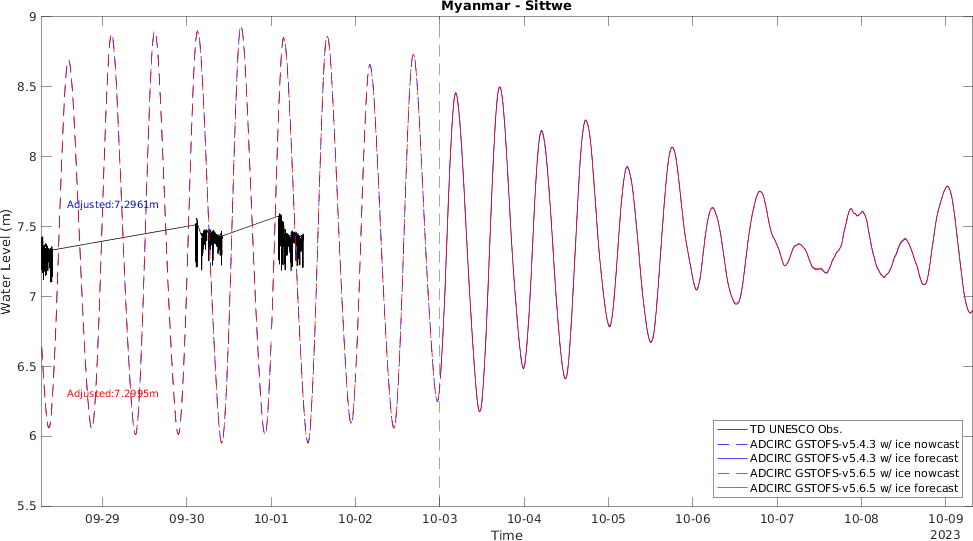 Myanmar - Sittwe
9
8.5
8
7.5
7
6.5
6
5.5
Water Level (m)
Adjusted:7.2961m
Adjusted:7.2995m
TD UNESCO Obs.
ADCIRC GSTOFS-v5.4.3 w/ ice nowcast
ADCIRC GSTOFS-v5.4.3 w/ ice forecast
ADCIRC GSTOFS-v5.6.5 w/ ice nowcast
ADCIRC GSTOFS-v5.6.5 w/ ice forecast
09-29 09-30 10-01 10-02 10-03 10-04 10-05 10-06 10-07 10-08 10-09
Time
2023